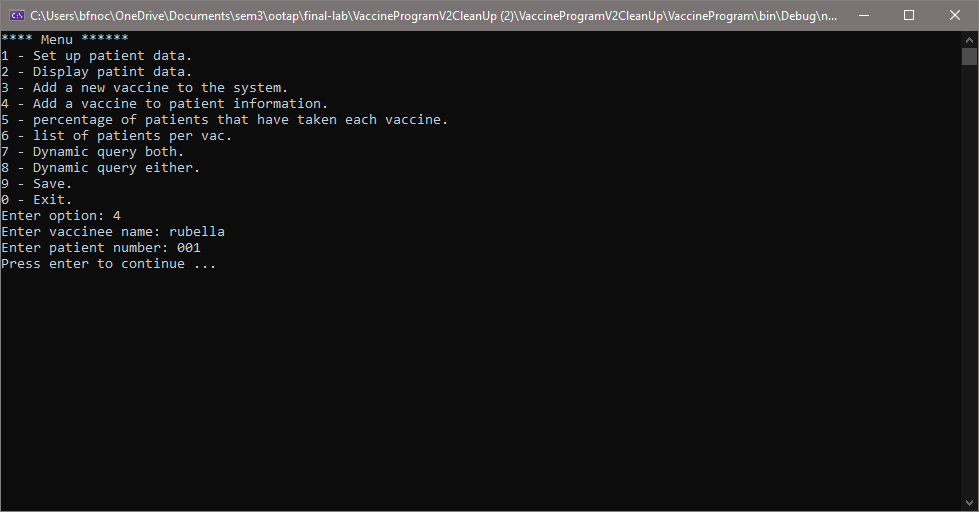 C:\Users\bfnoc\OneDrive\Documents\sem3\ootap\final-lab\VaccineProgramV2CleanUp (2)\VaccineProgramV2CleanUp\VaccineProgram\bin\Debug\n...
**** Menu ******
1 - Set up patient data.
2 - Display patint data.
3 - Add a new vaccine to the system.
4 - Add a vaccine to patient information.
5 - percentage of patients that have taken each vaccine.
6 - list of patients per vac.
7 - Dynamic query both.
8 - Dynamic query either.
9 - Save.
0 - Exit.
Enter option: 4
Enter vaccinee name: rubella
Enter patient number: 001
Press enter to continue ...